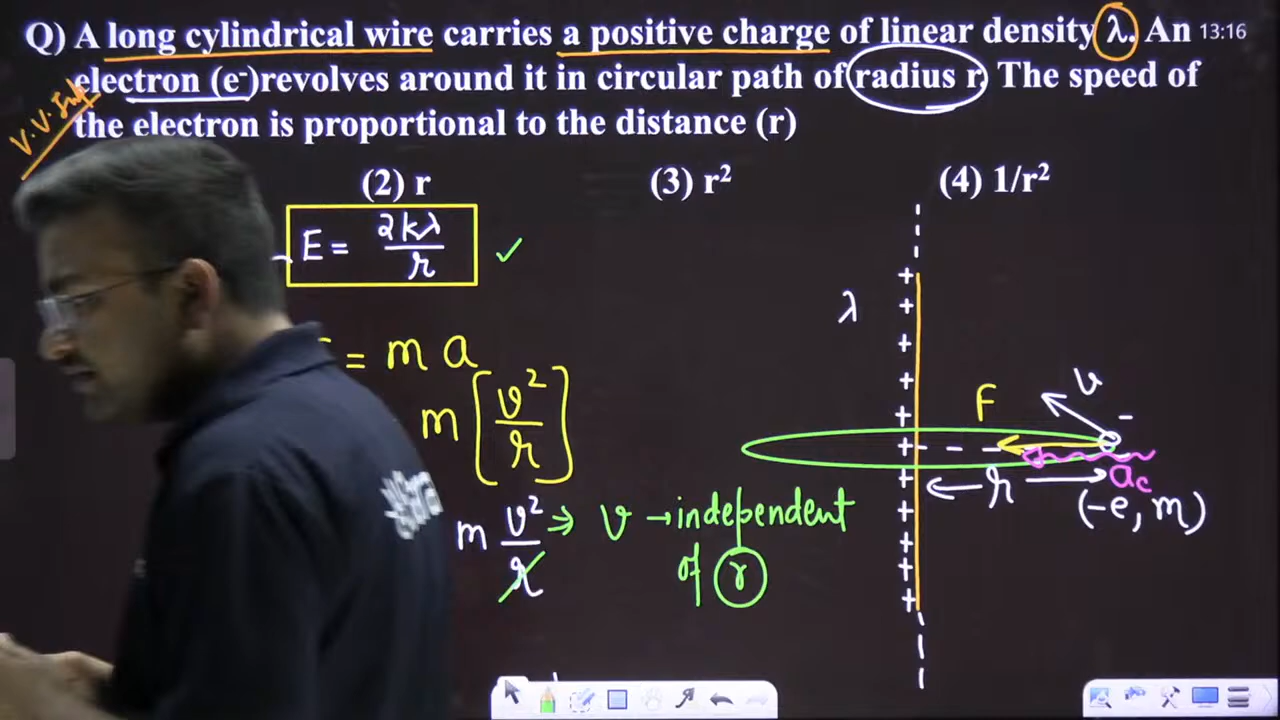 Q) A long cylindrical wire carries a positive charge of linear density λ. An 13:16
electron (e⁻)revolves around it in circular path of radius r. The speed of
V.V.Imp
the electron is proportional to the distance (r)
(2) r (3) r² (4) 1/r²
E = 2kλ/r ✓
λ
= ma
m [v²/r]
F v -
a_c
r
(-e, m)
m v²/r ⇒ v → independent
of r
+
+
+
+
+
+
+
+
+
+
+